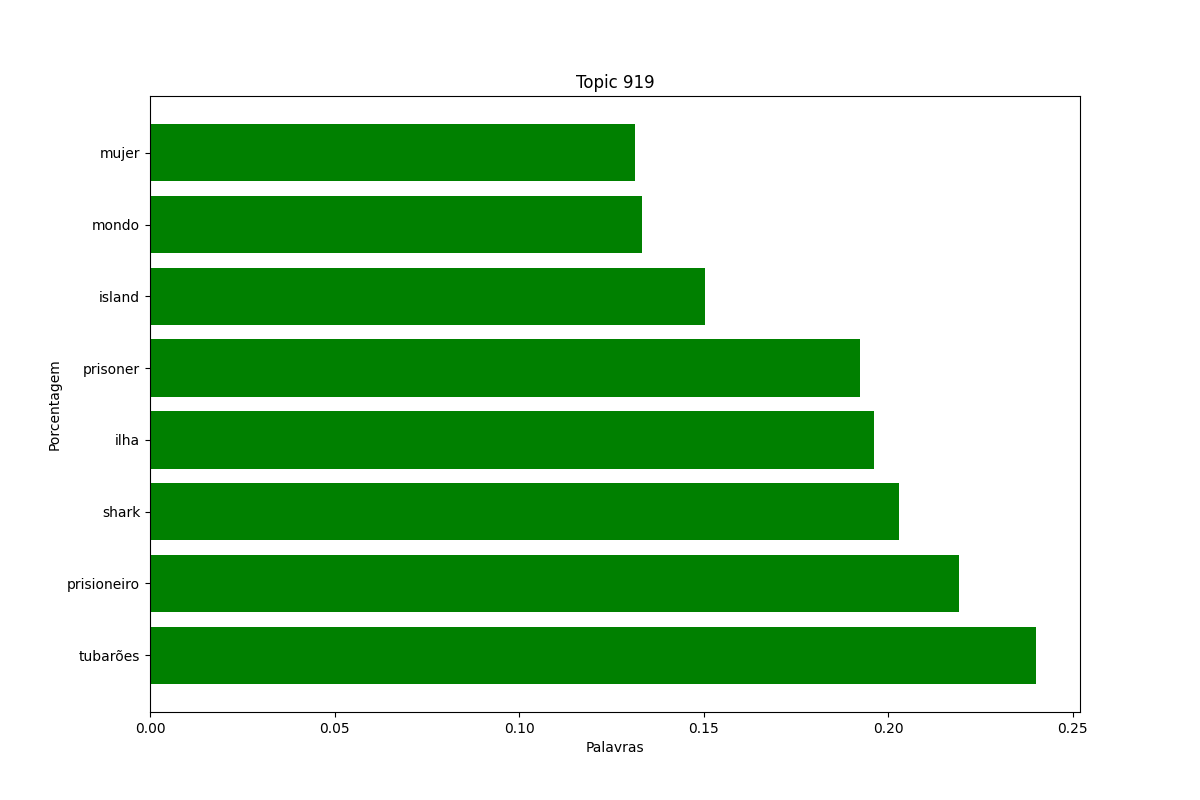 Topic 919
mujer
mondo
island
prisoner
ilha
shark
prisioneiro
tubarões
Porcentagem
0.00 0.05 0.10 0.15 0.20 0.25
Palavras